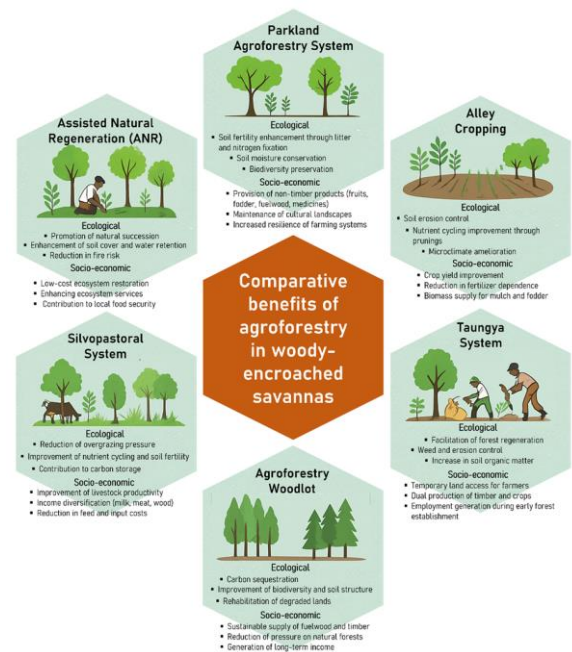 Parkland
Agroforestry System
Ecological
• Soil fertility enhancement through litter
and nitrogen fixation
• Soil moisture conservation
• Biodiversity preservation
Socio-economic
• Provision of non-timber products (fruits,
fodder, fuelwood, medicines)
• Maintenance of cultural landscapes
• Increased resilience of farming systems
Assisted Natural
Regeneration (ANR)
Ecological
• Promotion of natural succession
• Enhancement of soil cover and water retention
• Reduction in fire risk
Socio-economic
• Low-cost ecosystem restoration
• Enhancing ecosystem services
• Contribution to local food security
Alley
Cropping
Ecological
• Soil erosion control
• Nutrient cycling improvement through
prunings
• Microclimate amelioration
Socio-economic
• Crop yield improvement
• Reduction in fertilizer dependence
• Biomass supply for mulch and fodder
Comparative
benefits of
agroforestry
in woody-
encroached
savannas
Silvopastoral
System
Ecological
• Reduction of overgrazing pressure
• Improvement of nutrient cycling and soil fertility
• Contribution to carbon storage
Socio-economic
• Improvement of livestock productivity
• Income diversification (milk, meat, wood)
• Reduction in feed and input costs
Taungya
System
Ecological
• Facilitation of forest regeneration
• Weed and erosion control
• Increase in soil organic matter
Socio-economic
• Temporary land access for farmers
• Dual production of timber and crops
• Employment generation during early forest
establishment
Agroforestry
Woodlot
Ecological
• Carbon sequestration
• Improvement of biodiversity and soil structure
• Rehabilitation of degraded lands
Socio-economic
• Sustainable supply of fuelwood and timber
• Reduction of pressure on natural forests
• Generation of long-term income